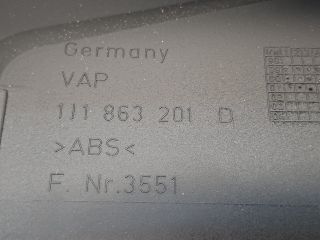 Germany
VAP
1J1 863 201 D
>ABS<
F. Nr.3551